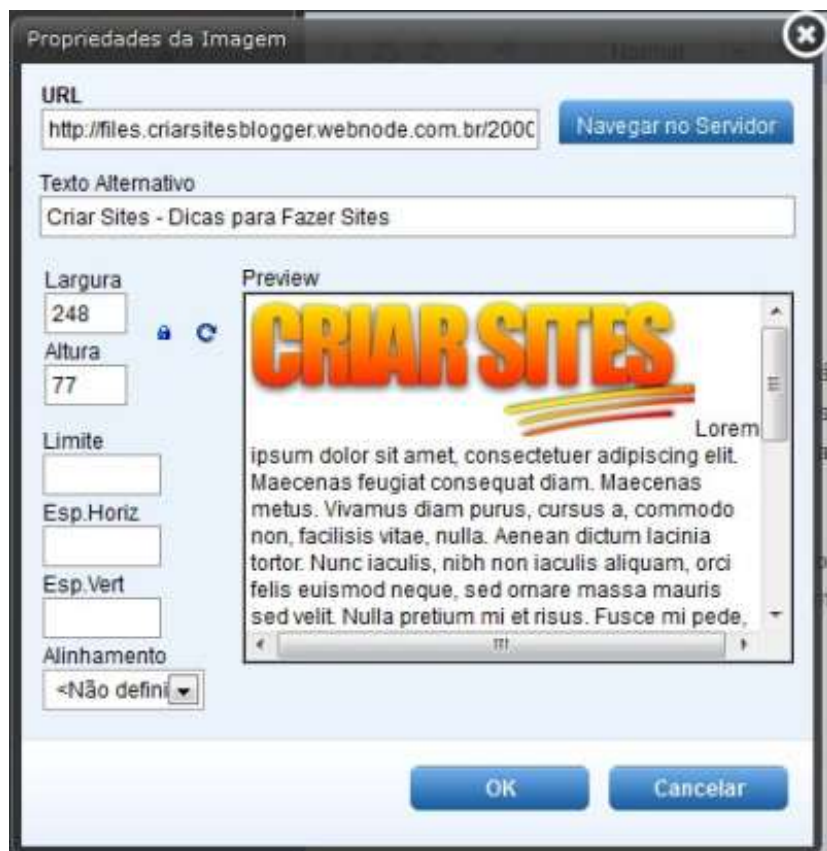 Propriedades da Imagem
URL
http://files.criarsitesblogger.webnode.com.br/2000
Navegar no Servidor
Texto Alternativo
Criar Sites - Dicas para Fazer Sites
Largura
248
Altura
77
Limite
Esp.Horiz
Esp.Vert
Alinhamento
<Não defini
Preview
CRIAR SITES
Lorem
ipsum dolor sit amet, consectetuer adipiscing elit.
Maecenas feugiat consequat diam. Maecenas
metus. Vivamus diam purus, cursus a, commodo
non, facilisis vitae, nulla. Aenean dictum lacinia
tortor. Nunc iaculis, nibh non iaculis aliquam, orci
felis euismod neque, sed ornare massa mauris
sed velit. Nulla pretium mi et risus. Fusce mi pede,
OK
Cancelar